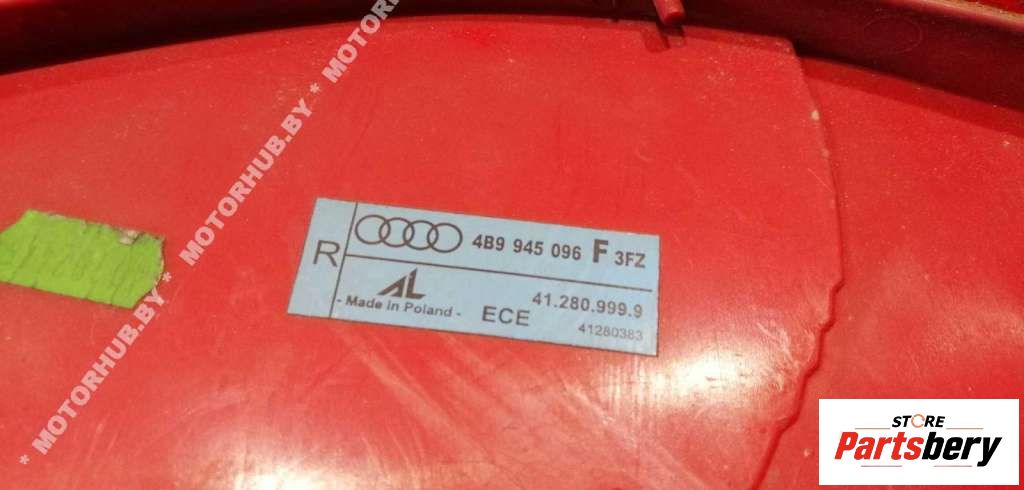 * MOTORHUB.BY * MOTORHUB.BY * MOTORHUB.BY
R
4B9 945 096 F 3FZ
AL
- Made in Poland -
ECE
41.280.999.9
41280383
STORE
Partsbery